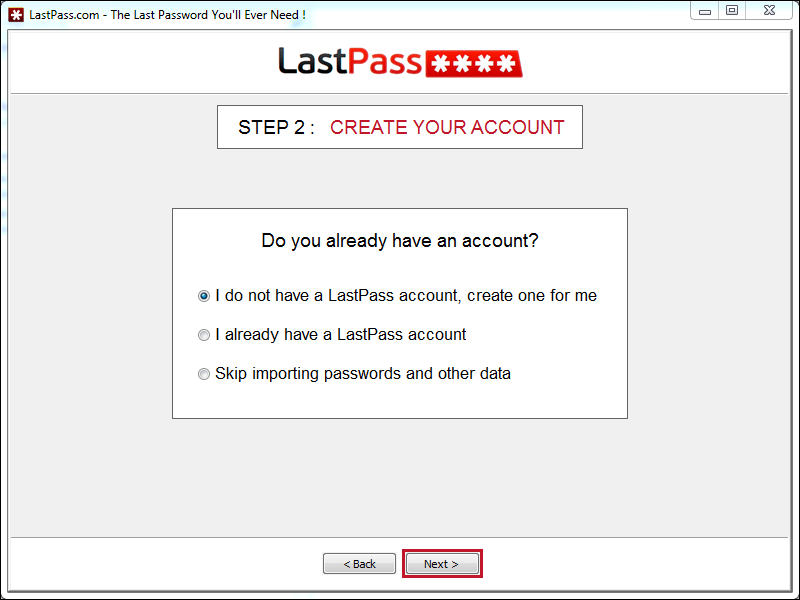 LastPass.com - The Last Password You'll Ever Need !
LastPass ****
STEP 2 : CREATE YOUR ACCOUNT
Do you already have an account?
I do not have a LastPass account, create one for me
I already have a LastPass account
Skip importing passwords and other data
< Back Next >